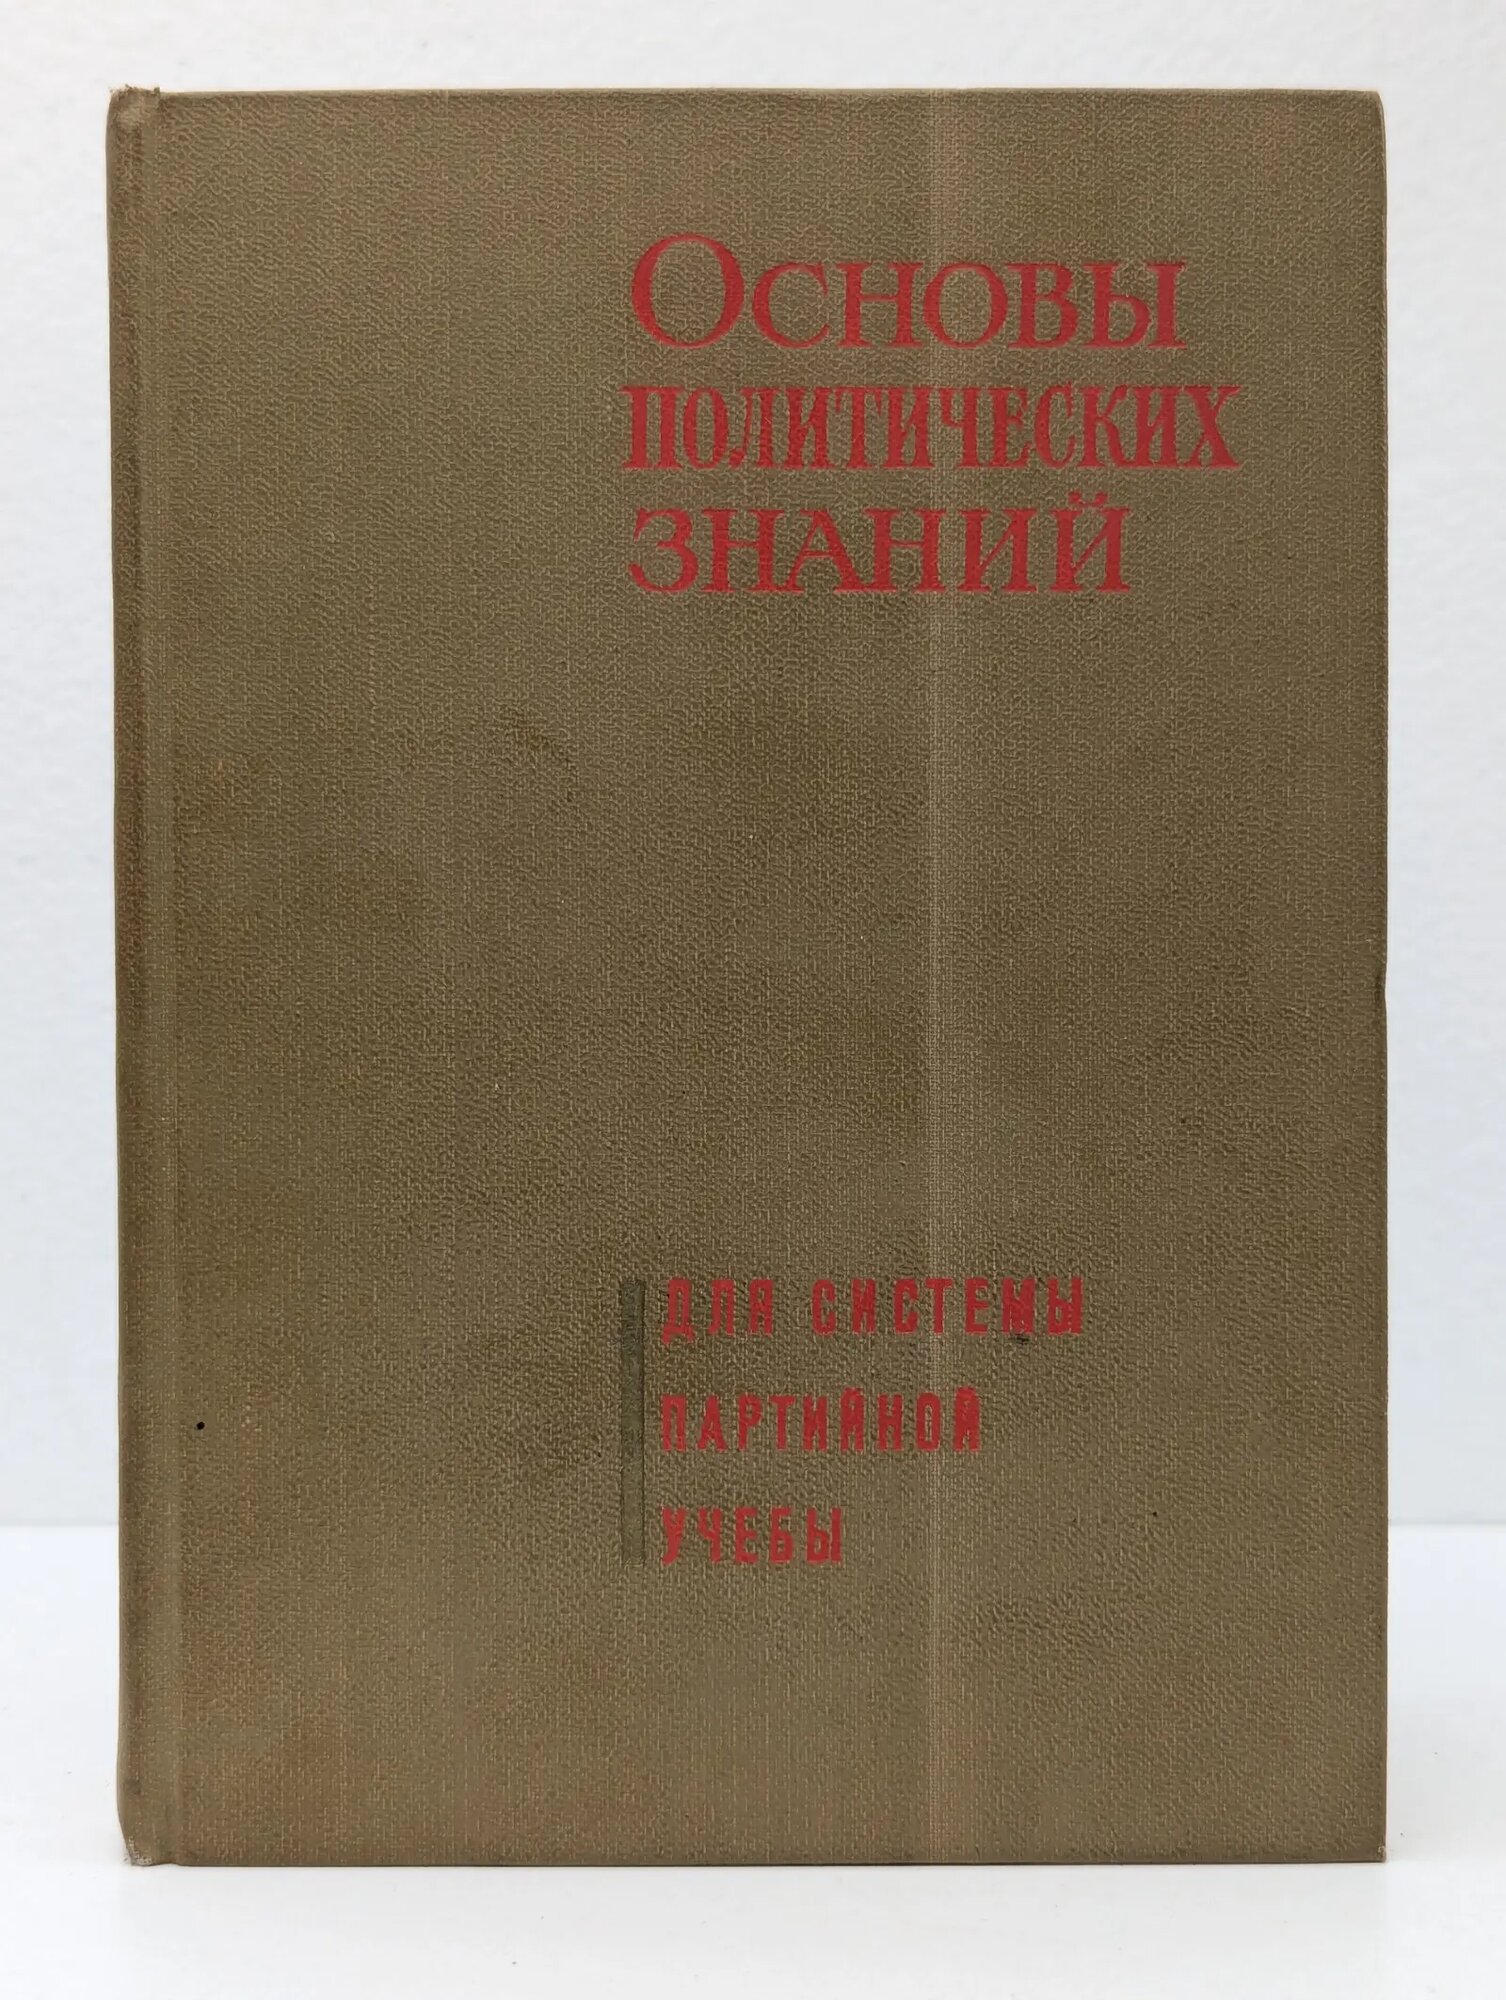 Основы
политических
знаний
для системы
партийной
учебы